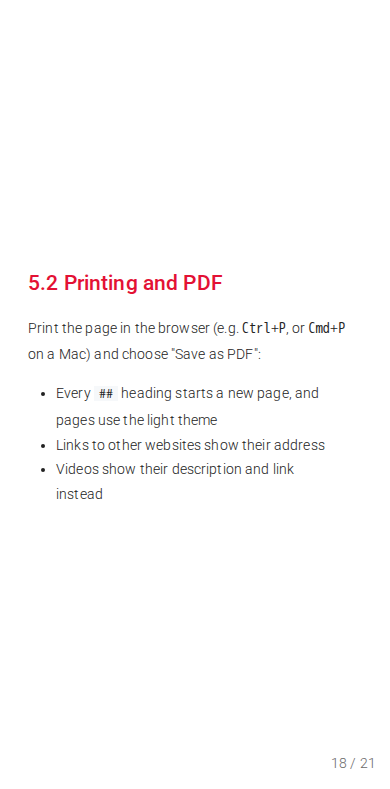 5.2 Printing and PDF
Print the page in the browser (e.g. Ctrl+P, or Cmd+P
on a Mac) and choose "Save as PDF":
• Every ## heading starts a new page, and
pages use the light theme
• Links to other websites show their address
• Videos show their description and link
instead
18 / 21